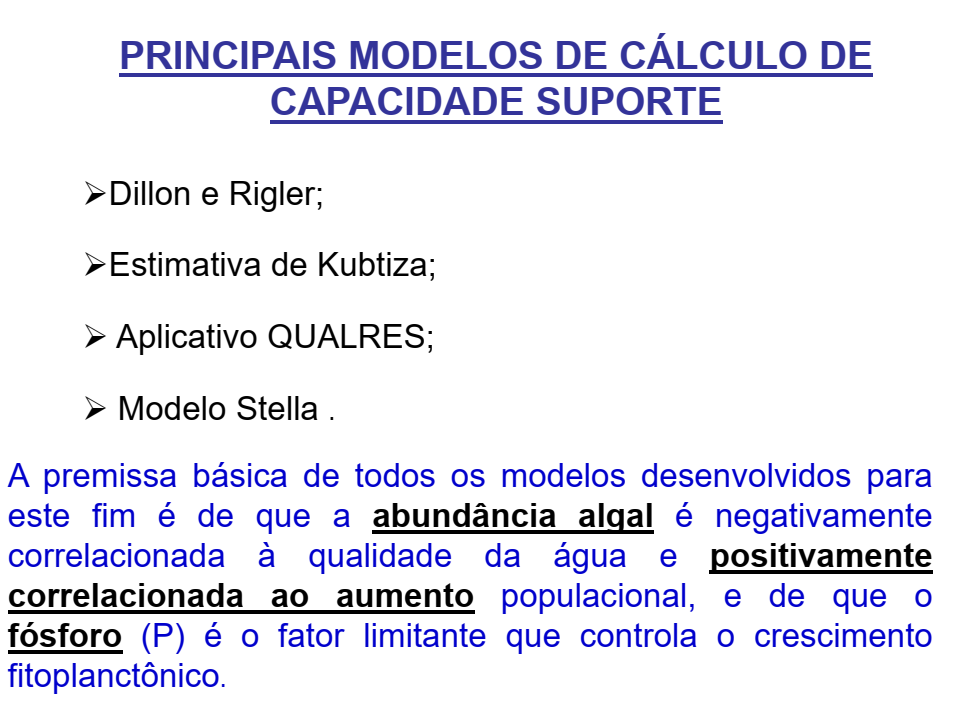 PRINCIPAIS MODELOS DE CÁLCULO DE
CAPACIDADE SUPORTE
➢Dillon e Rigler;
➢Estimativa de Kubtiza;
➢ Aplicativo QUALRES;
➢ Modelo Stella .
A premissa básica de todos os modelos desenvolvidos para
este fim é de que a abundância algal é negativamente
correlacionada à qualidade da água e positivamente
correlacionada ao aumento populacional, e de que o
fósforo (P) é o fator limitante que controla o crescimento
fitoplanctônico.